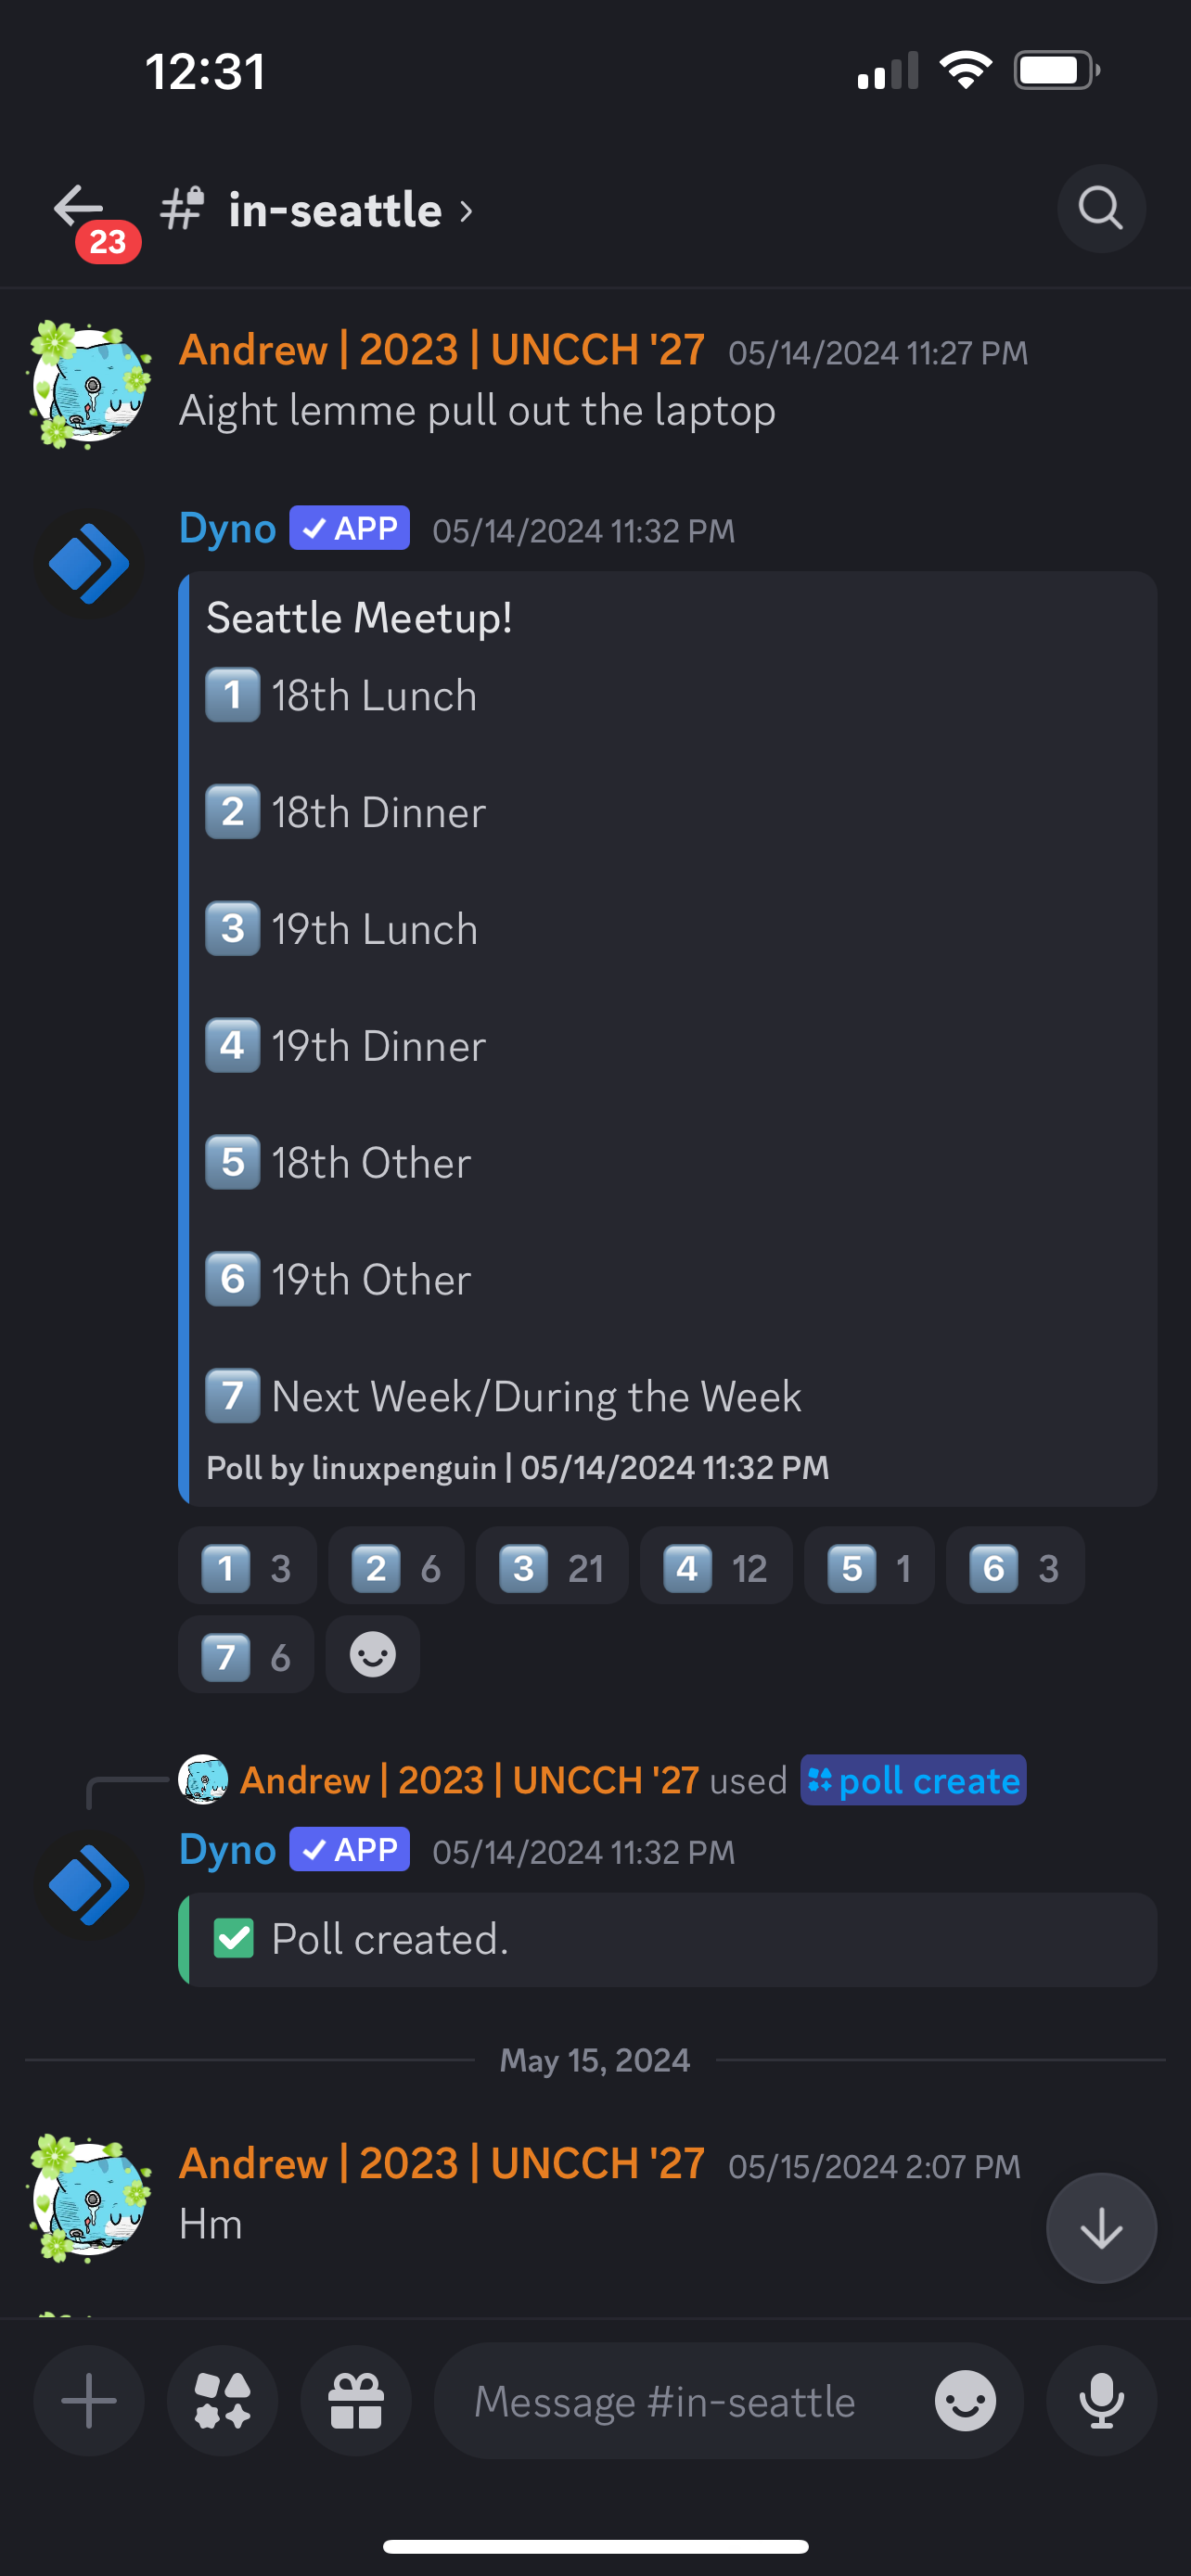 12:31
23
in-seattle
Andrew | 2023 | UNCCH '27 05/14/2024 11:27 PM
Aight lemme pull out the laptop
Dyno APP 05/14/2024 11:32 PM
Seattle Meetup!
1 18th Lunch
2 18th Dinner
3 19th Lunch
4 19th Dinner
5 18th Other
6 19th Other
7 Next Week/During the Week
Poll by linuxpenguin | 05/14/2024 11:32 PM
1 3 2 6 3 21 4 12 5 1 6 3
7 6
Andrew | 2023 | UNCCH '27 used poll create
Dyno APP 05/14/2024 11:32 PM
Poll created.
May 15, 2024
Andrew | 2023 | UNCCH '27 05/15/2024 2:07 PM
Hm
Message #in-seattle